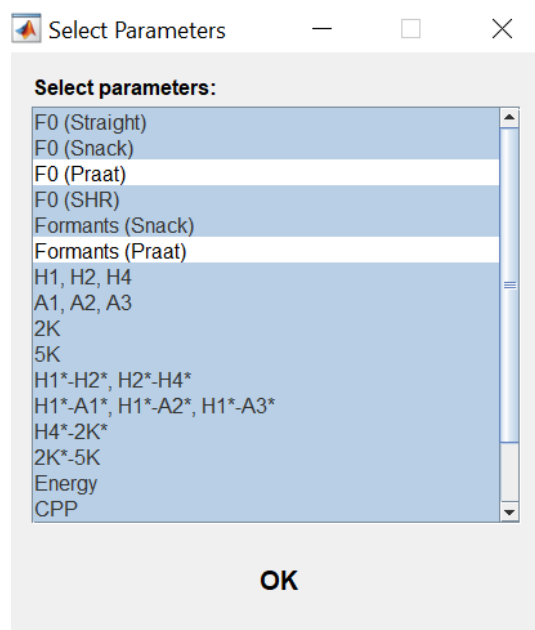 Select Parameters
Select parameters:
F0 (Straight)
F0 (Snack)
F0 (Praat)
F0 (SHR)
Formants (Snack)
Formants (Praat)
H1, H2, H4
A1, A2, A3
2K
5K
H1*-H2*, H2*-H4*
H1*-A1*, H1*-A2*, H1*-A3*
H4*-2K*
2K*-5K
Energy
CPP
OK